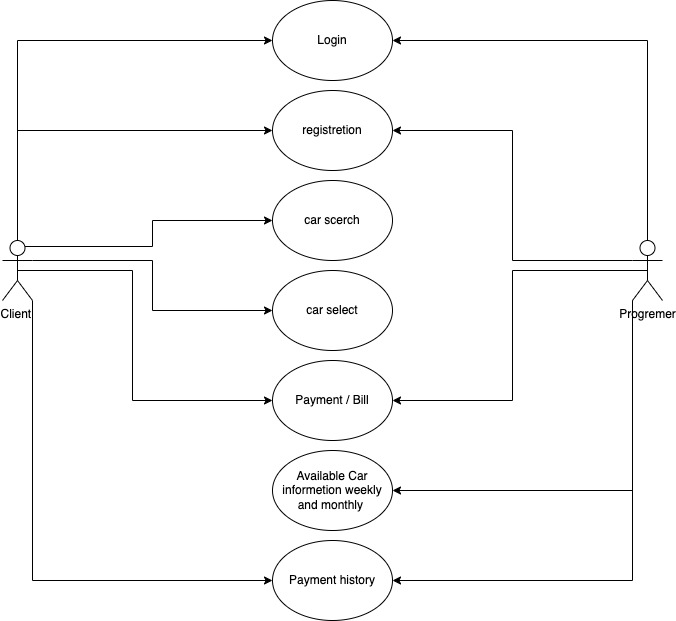 Login
registretion
car scerch
car select
Client
Progremer
Payment / Bill
Available Car
informetion weekly
and monthly
Payment history